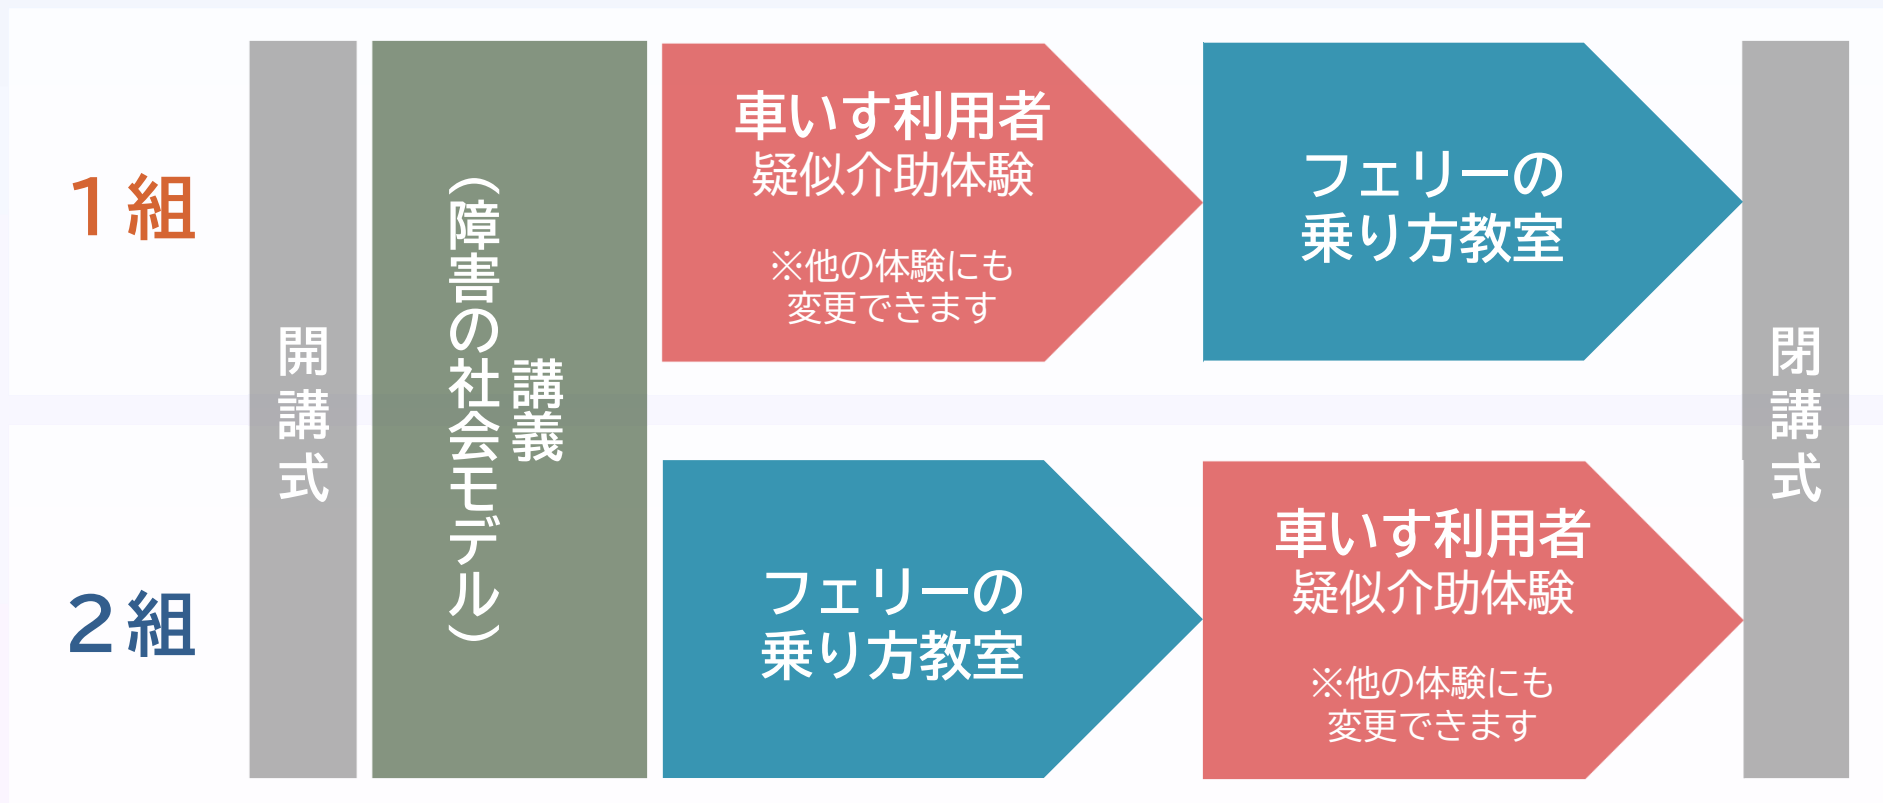 １組
２組
開講式
講義
（障害の社会モデル）
車いす利用者
疑似介助体験
※他の体験にも
変更できます
フェリーの
乗り方教室
フェリーの
乗り方教室
車いす利用者
疑似介助体験
※他の体験にも
変更できます
閉講式